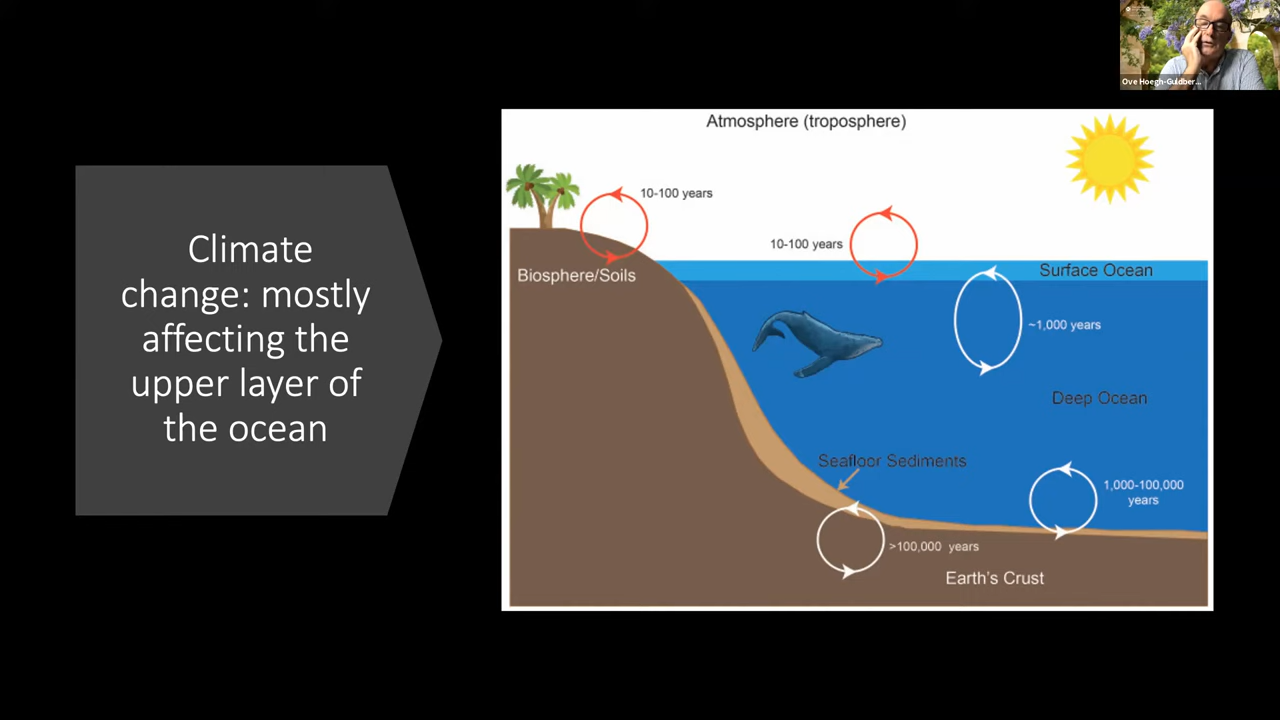 Ove Hoegh-Guldber...
Climate
change: mostly
affecting the
upper layer of
the ocean
Atmosphere (troposphere)
10-100 years
10-100 years
Biosphere/Soils
Surface Ocean
~1,000 years
Deep Ocean
Seafloor Sediments
1,000-100,000
years
>100,000 years
Earth's Crust